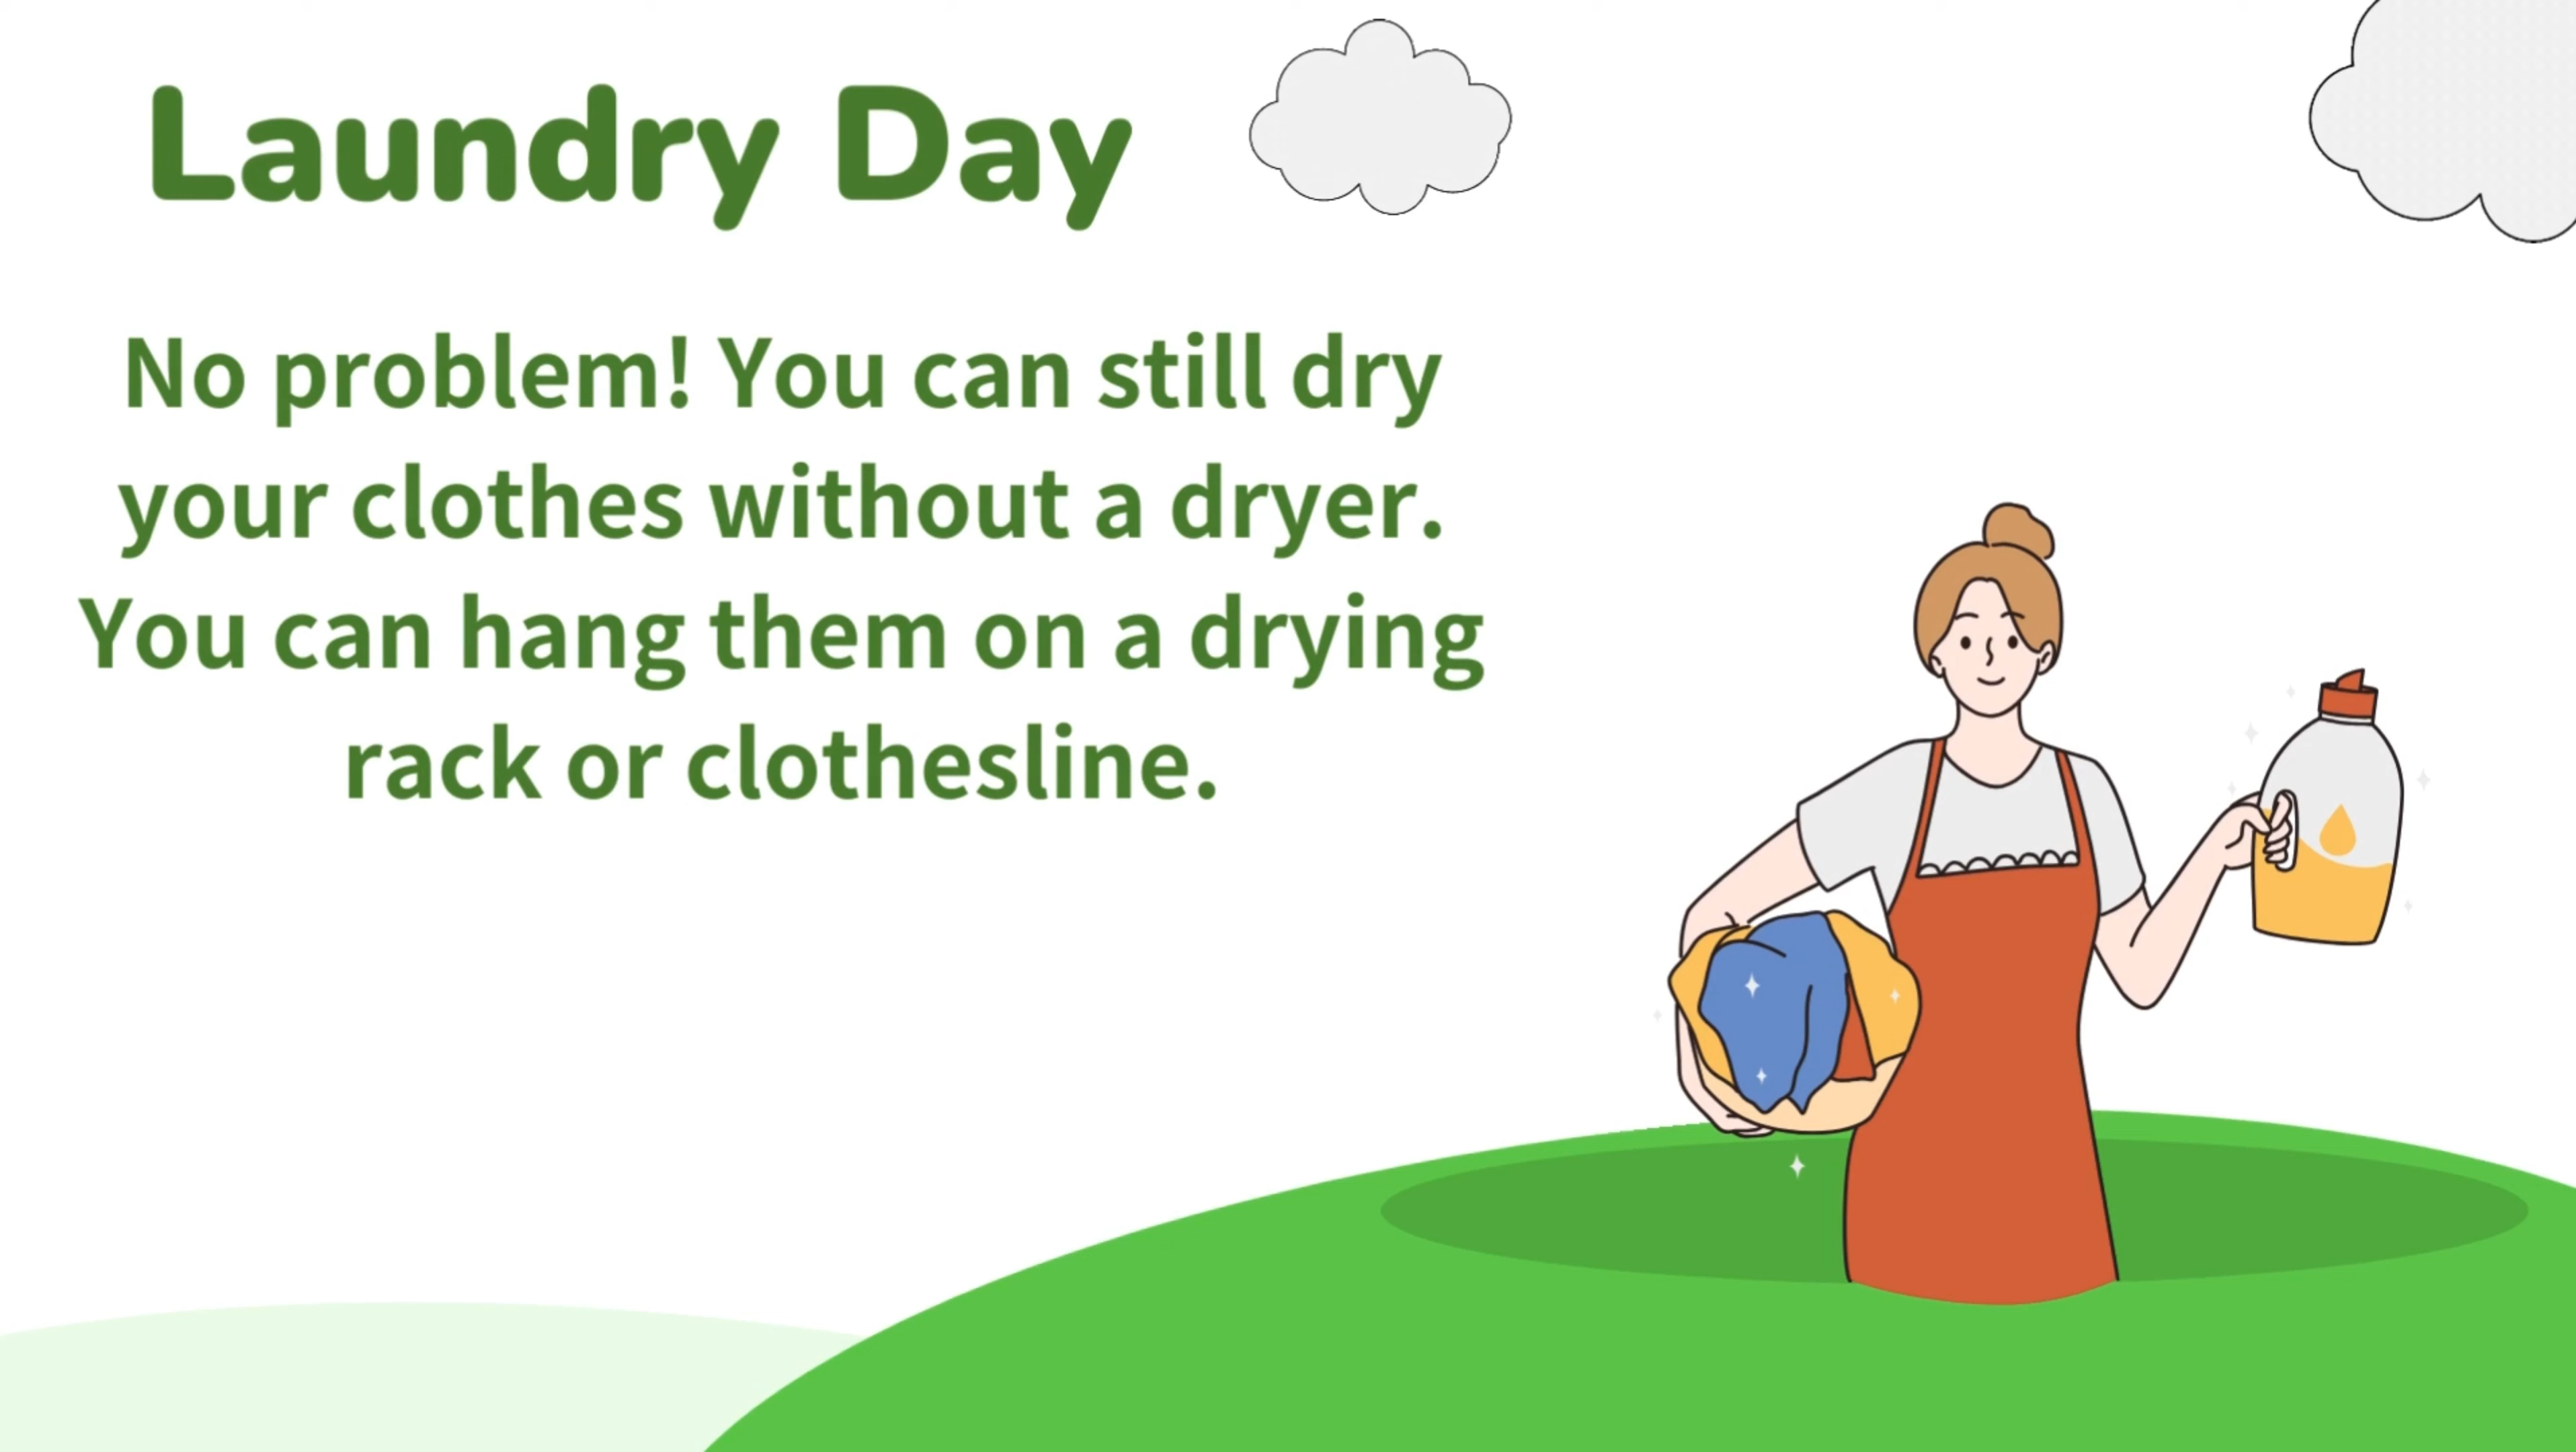 Laundry Day
No problem! You can still dry
your clothes without a dryer.
You can hang them on a drying
rack or clothesline.